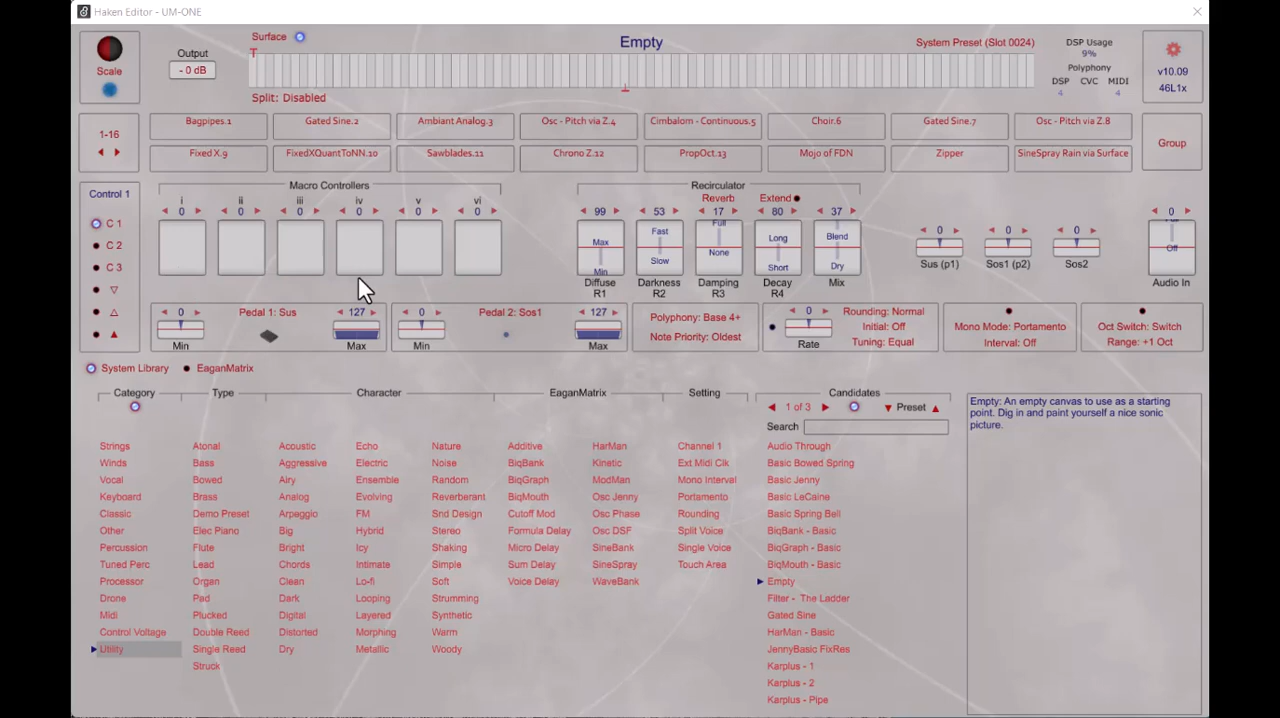 Haken Editor - UM-ONE
Surface
Empty
System Preset (Slot 0024)
DSP Usage
9%
Polyphony
DSP CVC MIDI
4 4
v10.09
46L1x
Scale
Output
- 0 dB
T
Split: Disabled
1-16
Bagpipes.1
Gated Sine.2
Ambiant Analog.3
Osc - Pitch via Z.4
Cimbalom - Continuous.5
Choir.6
Gated Sine.7
Osc - Pitch via Z.8
Group
Fixed X.9
FixedXQuantToNN.10
Sawblades.11
Chrono Z.12
PropOct.13
Mojo of FDN
Zipper
SineSpray Rain via Surface
Control 1
C 1
C 2
C 3
Macro Controllers
i ii iii iv v vi
0 0 0 0 0 0
Recirculator
Reverb
Extend
99 53 17 80 37
Max
Min
Fast
Slow
Full
None
Long
Short
Blend
Dry
Diffuse
R1
Darkness
R2
Damping
R3
Decay
R4
Mix
0 0 0
Sus (p1)
Sos1 (p2)
Sos2
0
Off
Audio In
0
Min
Pedal 1: Sus
127
Max
0
Min
Pedal 2: Sos1
127
Max
Polyphony: Base 4+
Note Priority: Oldest
0
Rate
Rounding: Normal
Initial: Off
Tuning: Equal
Mono Mode: Portamento
Interval: Off
Oct Switch: Switch
Range: +1 Oct
System Library
EaganMatrix
Category
Strings
Winds
Vocal
Keyboard
Classic
Other
Percussion
Tuned Perc
Processor
Drone
Midi
Control Voltage
Utility
Type
Atonal
Bass
Bowed
Brass
Demo Preset
Elec Piano
Flute
Lead
Organ
Pad
Plucked
Double Reed
Single Reed
Struck
Character
Acoustic
Aggressive
Airy
Analog
Arpeggio
Big
Bright
Chords
Clean
Dark
Digital
Distorted
Dry
Echo
Electric
Ensemble
Evolving
FM
Hybrid
Icy
Intimate
Lo-fi
Looping
Layered
Morphing
Metallic
Nature
Noise
Random
Reverberant
Snd Design
Stereo
Shaking
Simple
Soft
Strumming
Synthetic
Warm
Woody
EaganMatrix
Additive
BiqBank
BiqGraph
BiqMouth
Cutoff Mod
Formula Delay
Micro Delay
Sum Delay
Voice Delay
HarMan
Kinetic
ModMan
Osc Jenny
Osc Phase
Osc DSF
SineBank
SineSpray
WaveBank
Setting
Channel 1
Ext Midi Clk
Mono Interval
Portamento
Rounding
Split Voice
Single Voice
Touch Area
Candidates
1 of 3
Preset
Search
Audio Through
Basic Bowed Spring
Basic Jenny
Basic LeCaine
Basic Spring Bell
BiqBank - Basic
BiqGraph - Basic
BiqMouth - Basic
Empty
Filter - The Ladder
Gated Sine
HarMan - Basic
JennyBasic FixRes
Karplus - 1
Karplus - 2
Karplus - Pipe
Empty: An empty canvas to use as a starting
point. Dig in and paint yourself a nice sonic
picture.